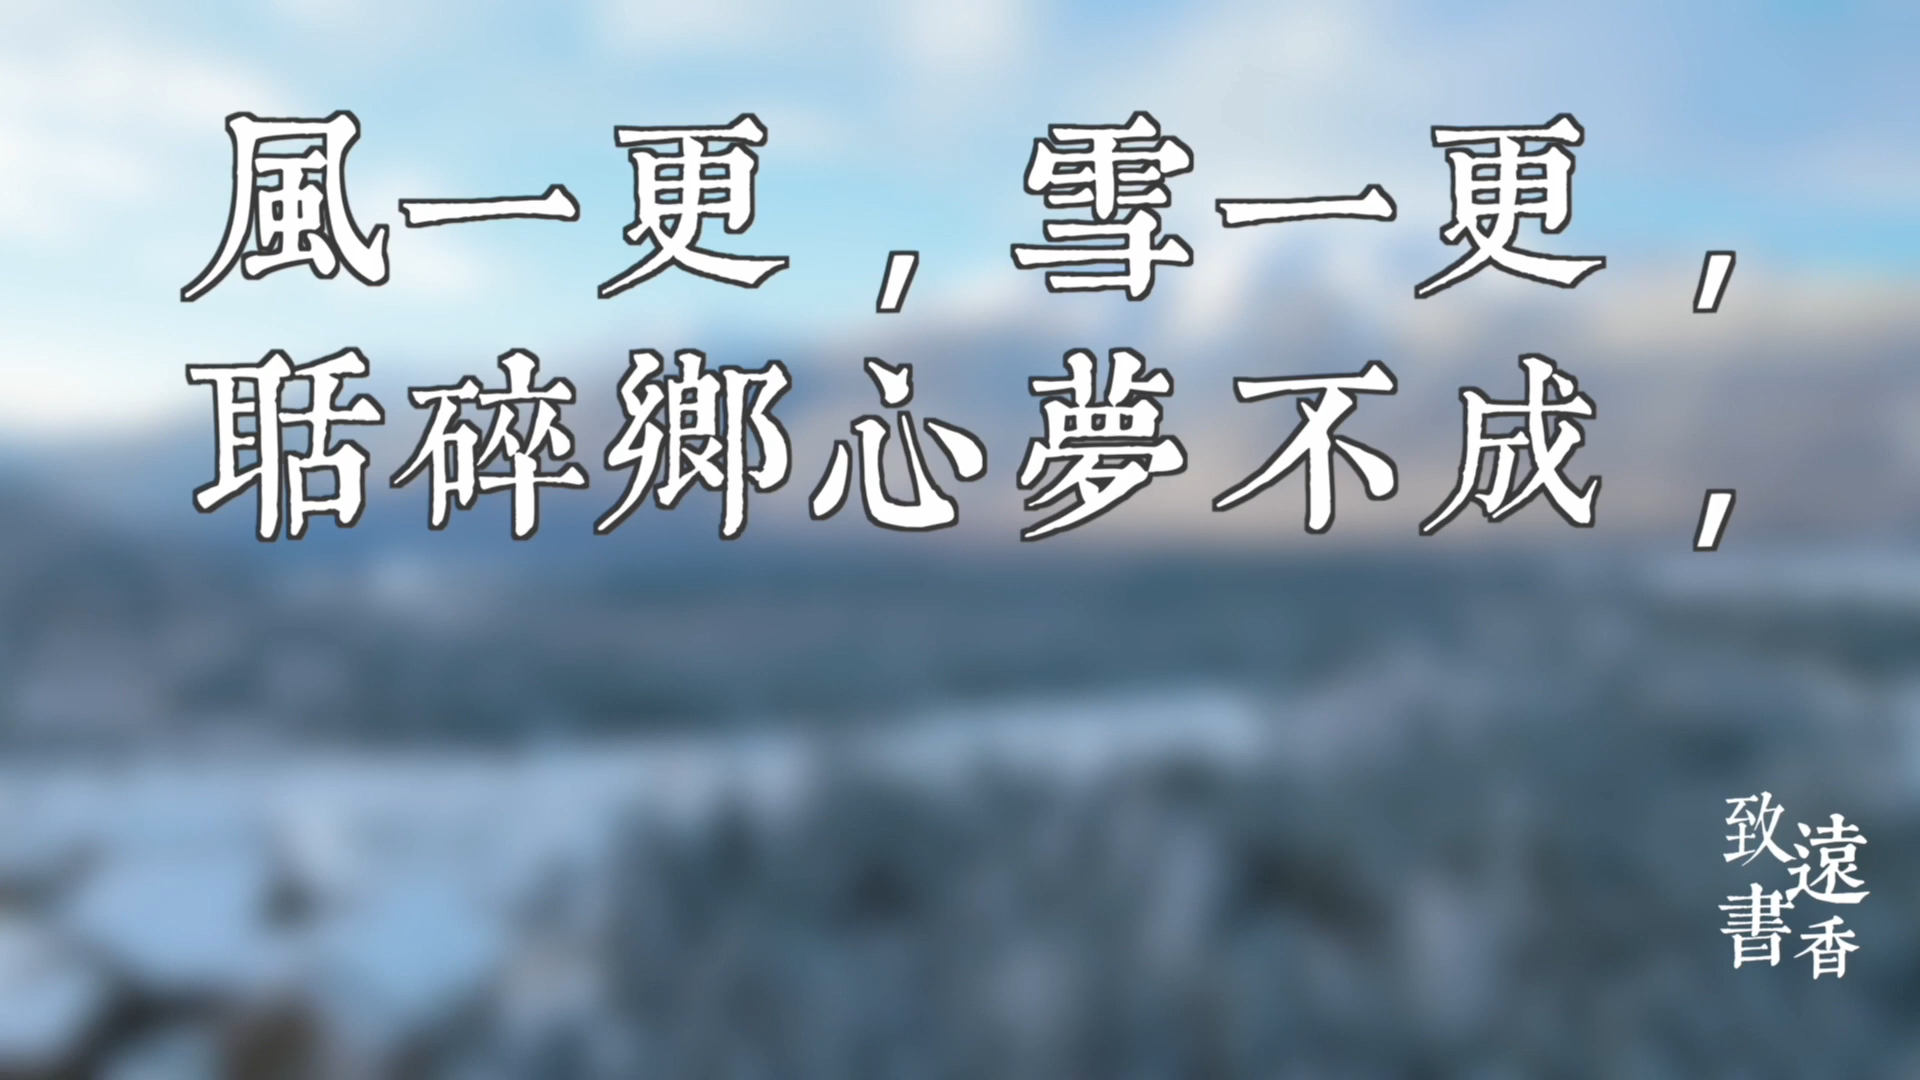 風一更，雪一更，
聒碎鄉心夢不成，
致遠
書香